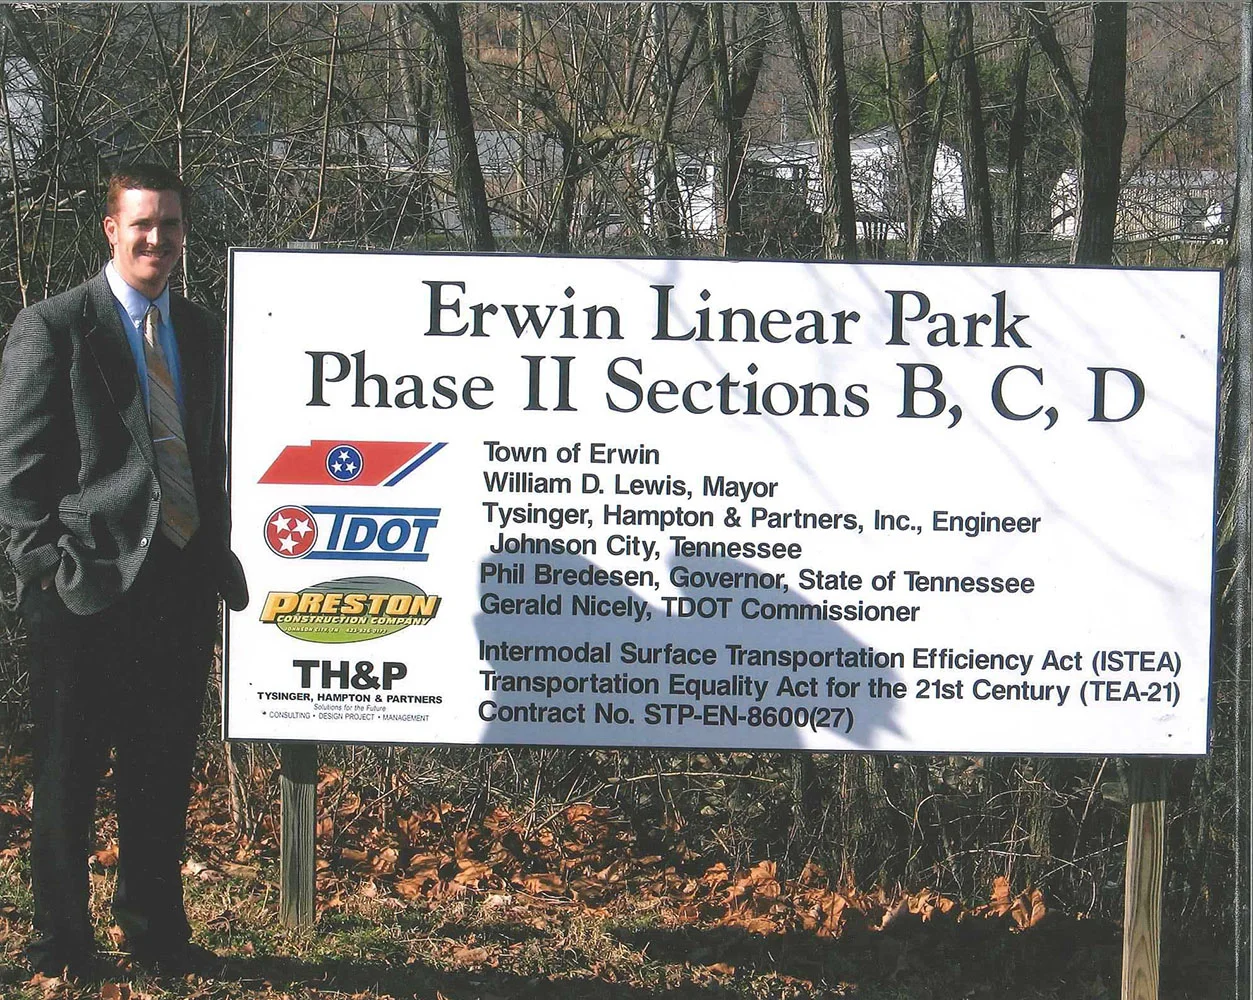 Erwin Linear Park
Phase II Sections B, C, D
Town of Erwin
William D. Lewis, Mayor
Tysinger, Hampton & Partners, Inc., Engineer
Johnson City, Tennessee
Phil Bredesen, Governor, State of Tennessee
Gerald Nicely, TDOT Commissioner
Intermodal Surface Transportation Efficiency Act (ISTEA)
Transportation Equality Act for the 21st Century (TEA-21)
Contract No. STP-EN-8600(27)
TDOT
PRESTON
CONSTRUCTION COMPANY
JOHNSON CITY, TN
TH&P
TYSINGER, HAMPTON & PARTNERS
Solutions for the Future
* CONSULTING • DESIGN PROJECT • MANAGEMENT